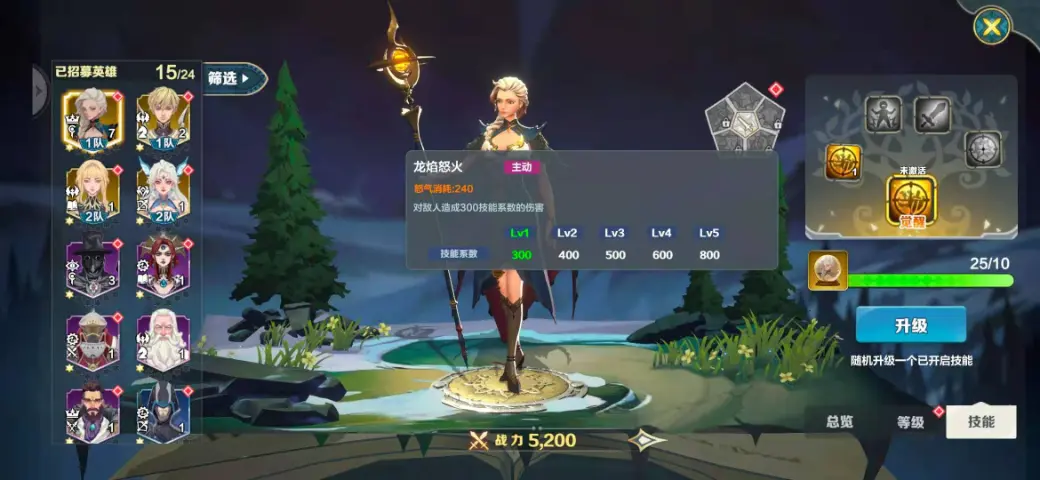 已招募英雄 15/24
筛选
7
1队
2
1队
1
2队
1
2队
3
1
1
1
1
1
龙焰怒火 主动
怒气消耗:240
对敌人造成300技能系数的伤害
Lv1 Lv2 Lv3 Lv4 Lv5
技能系数 300 400 500 600 800
战力 5,200
1
未激活
觉醒
25/10
升级
随机升级一个已开启技能
总览 等级 技能